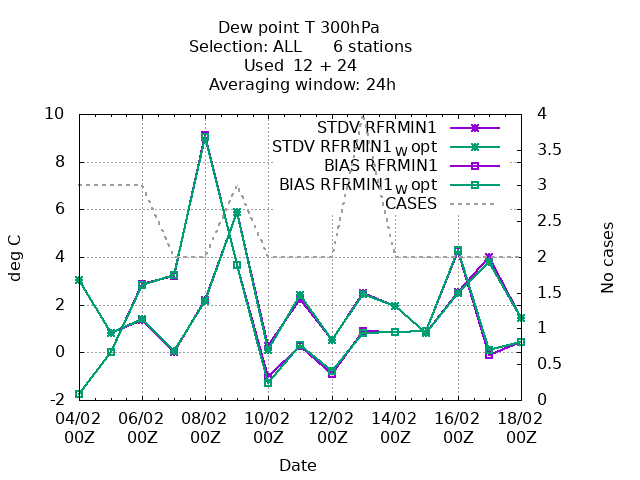 Dew point T 300hPa
Selection: ALL      6 stations
Used  12 + 24
Averaging window: 24h
STDV RFRMIN1
STDV RFRMIN1w opt
BIAS RFRMIN1
BIAS RFRMIN1w opt
CASES
10
8
6
4
2
0
-2
4
3.5
3
2.5
2
1.5
1
0.5
0
deg C
No cases
04/02 06/02 08/02 10/02 12/02 14/02 16/02 18/02
00Z 00Z 00Z 00Z 00Z 00Z 00Z 00Z
Date